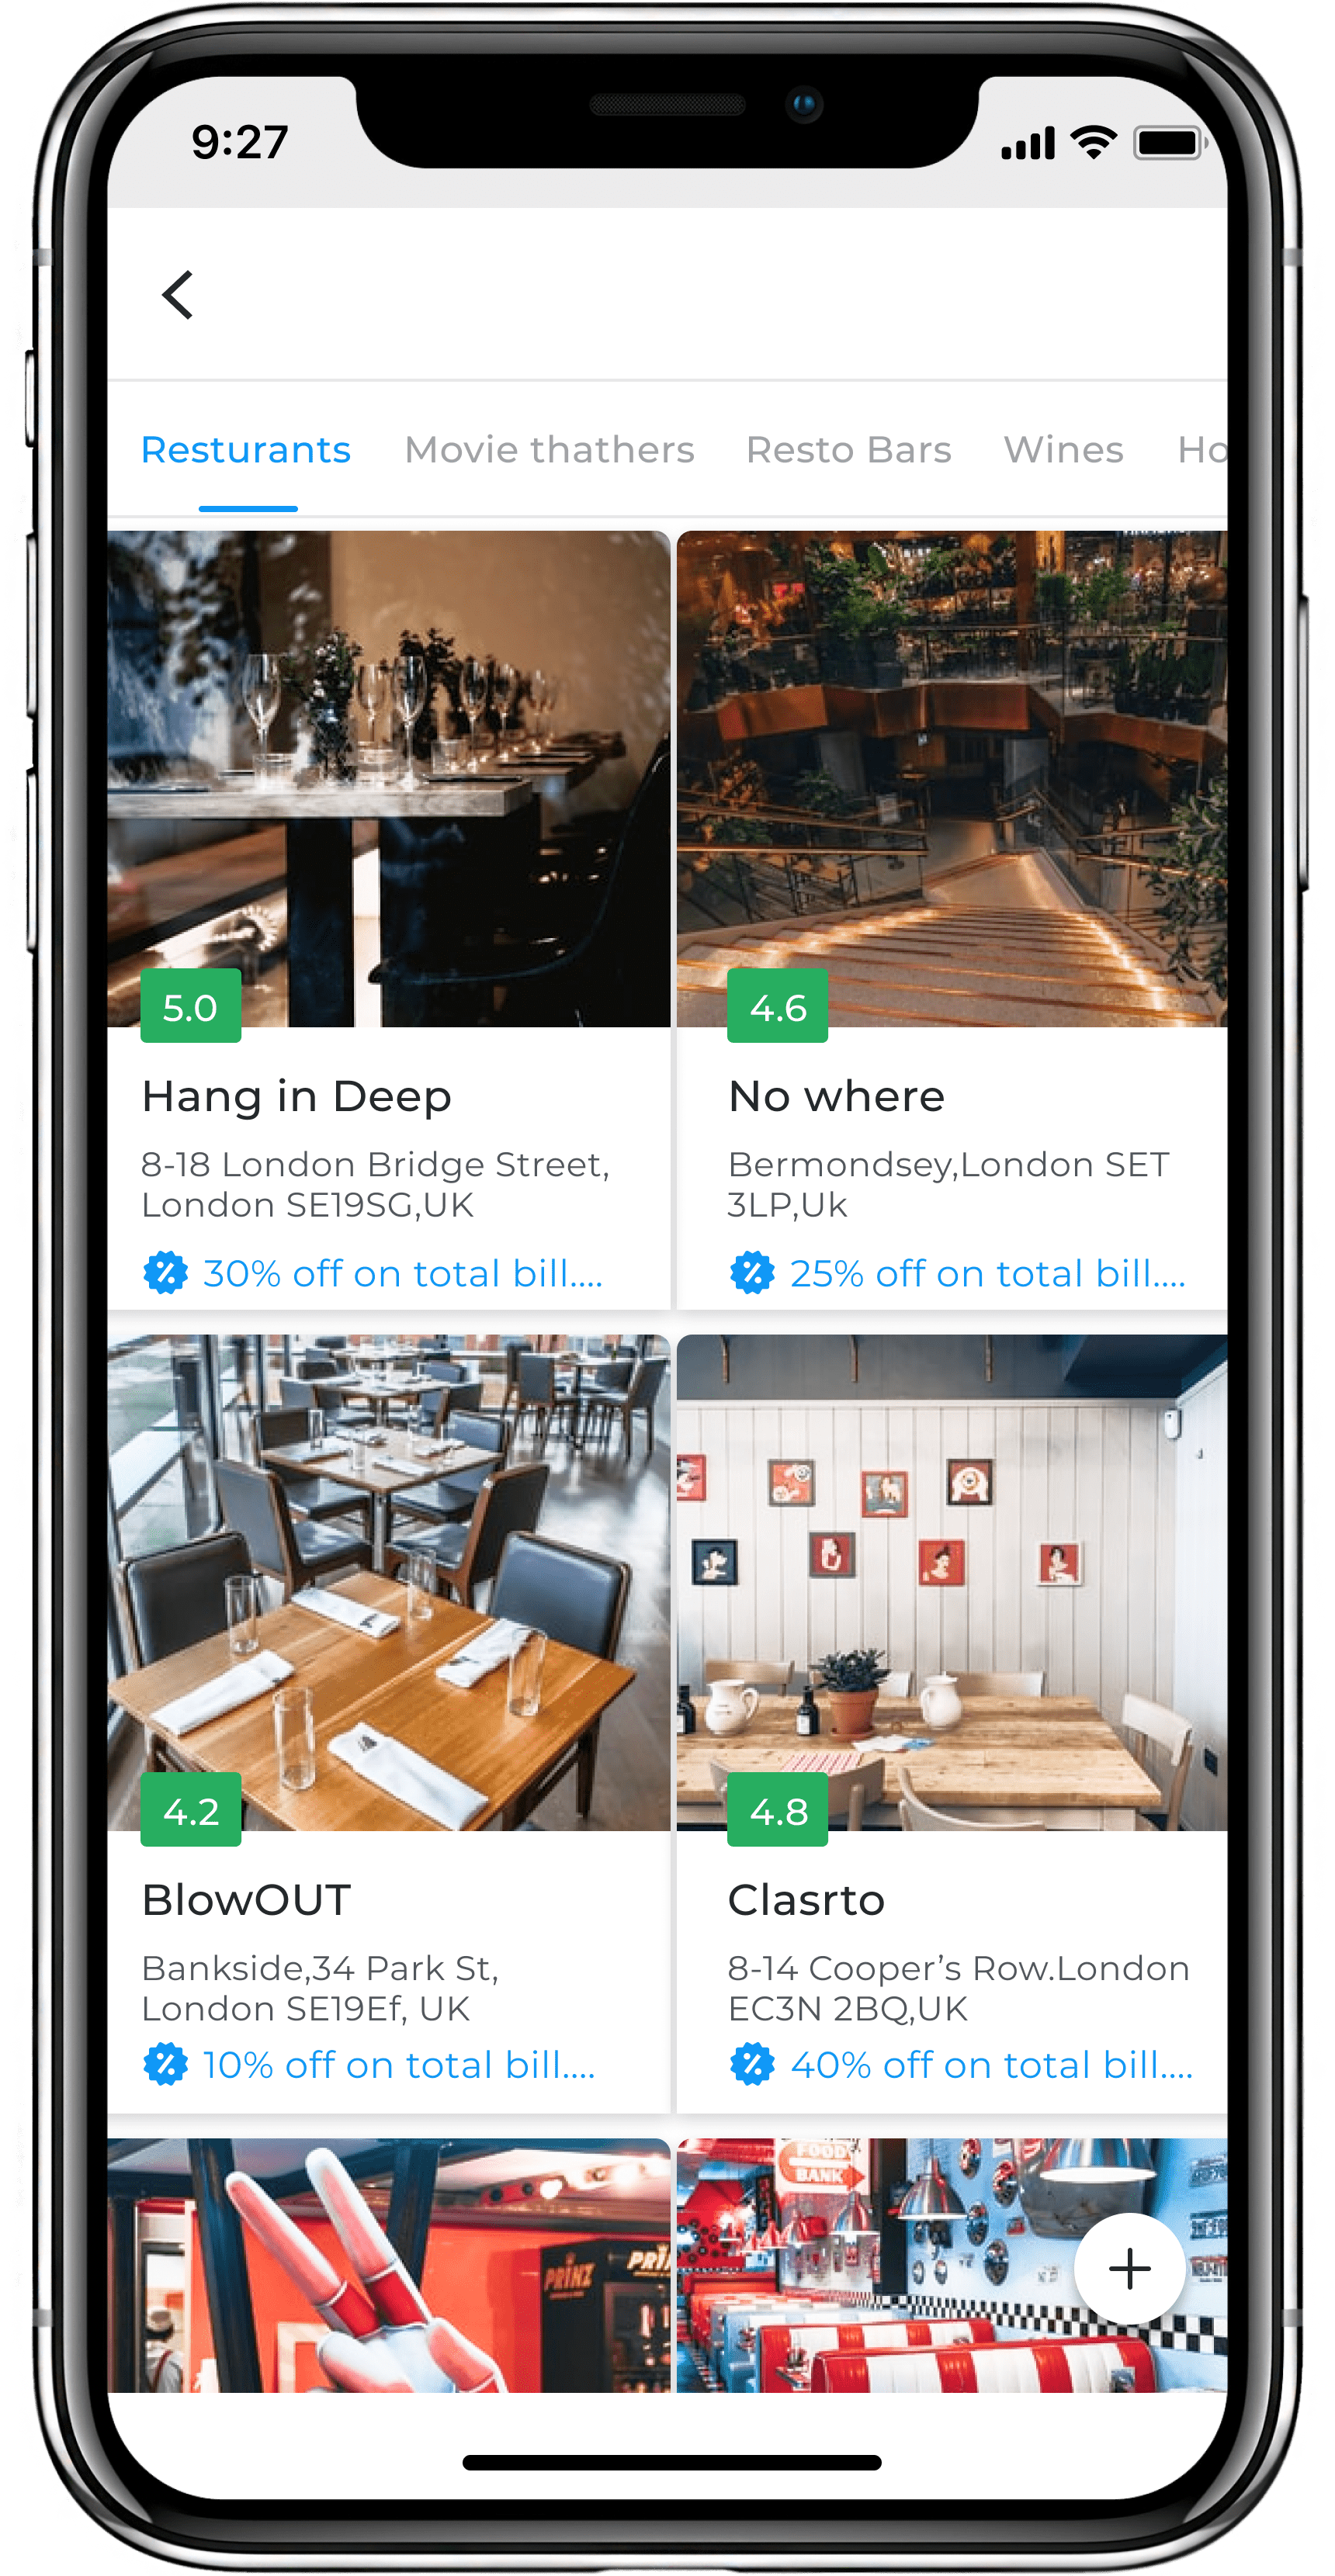 9:27
Resturants Movie thathers Resto Bars Wines Ho
5.0
Hang in Deep
8-18 London Bridge Street,
London SE19SG,UK
30% off on total bill....
4.6
No where
Bermondsey,London SET
3LP,Uk
25% off on total bill....
4.2
BlowOUT
Bankside,34 Park St,
London SE19Ef, UK
10% off on total bill....
4.8
Clasrto
8-14 Cooper’s Row.London
EC3N 2BQ,UK
40% off on total bill....
PRINZ
PRI
FOOD
BANK